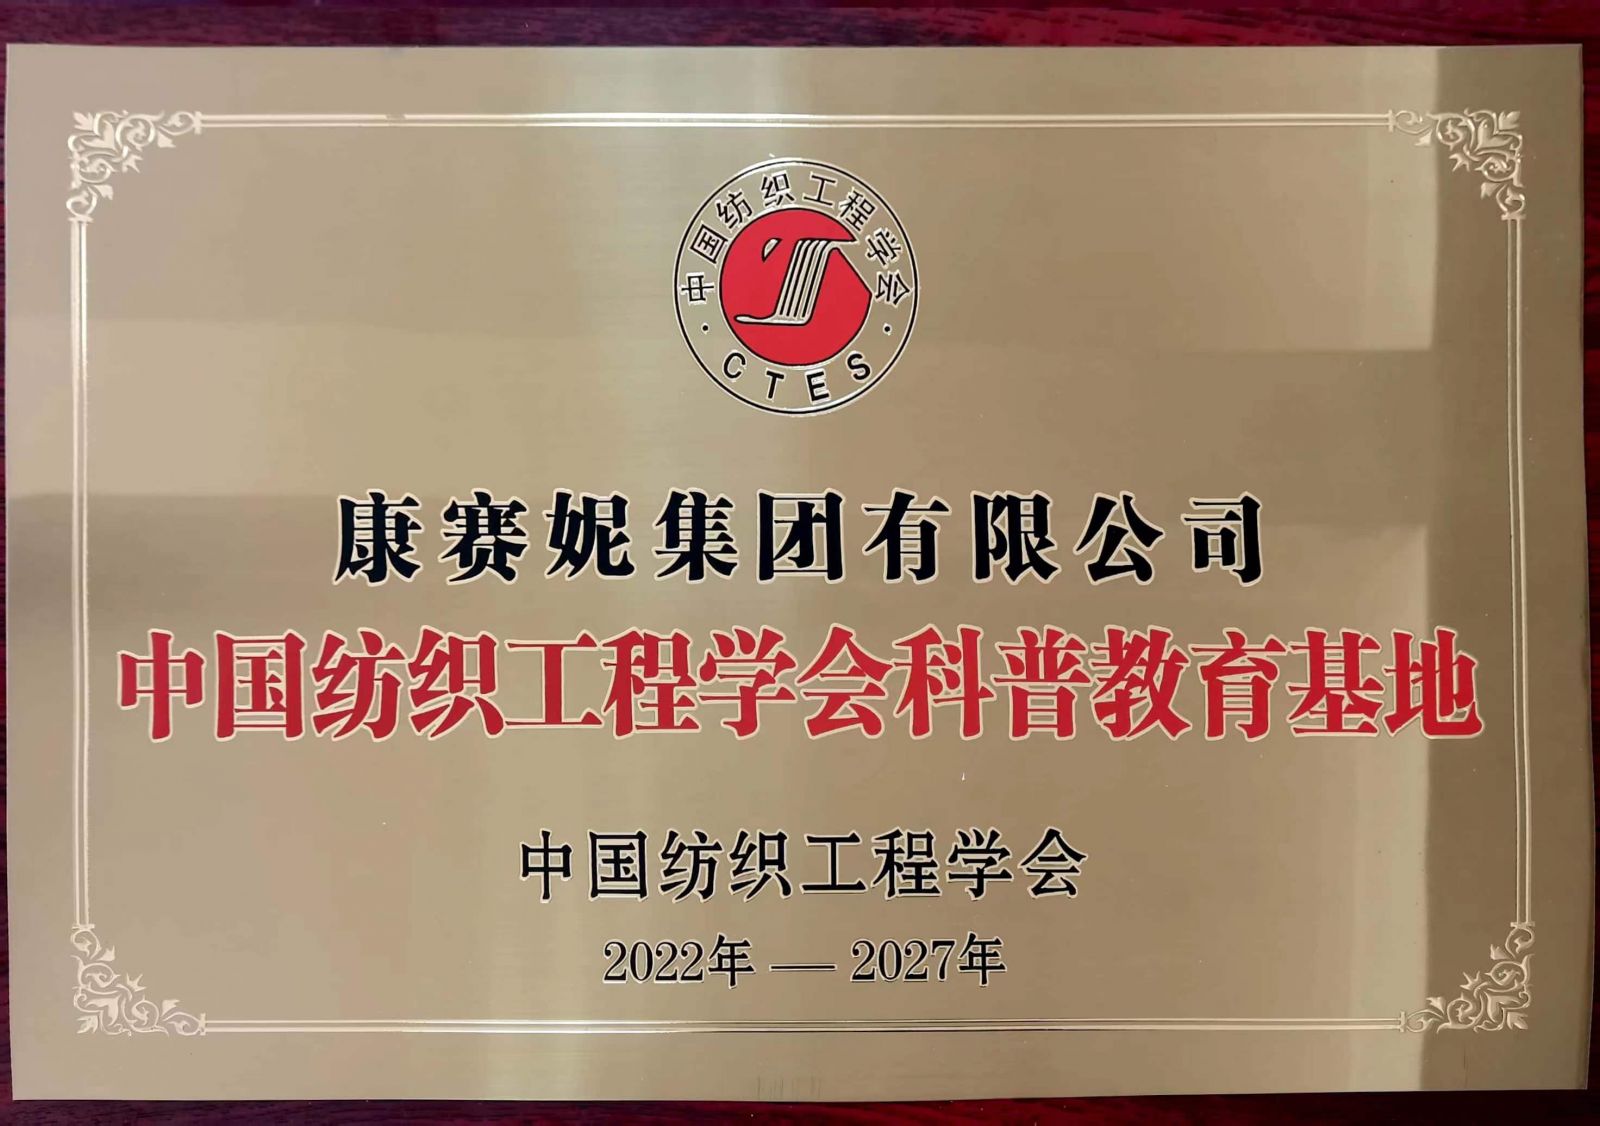 中国纺织工程学会
CTES
康赛妮集团有限公司
中国纺织工程学会科普教育基地
中国纺织工程学会
2022年 — 2027年